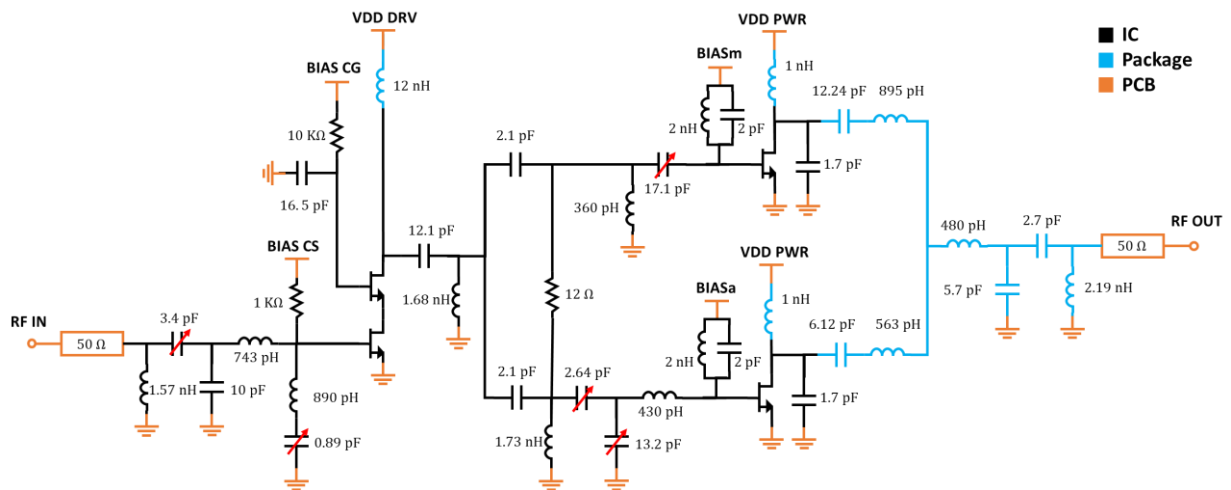 VDD DRV
VDD PWR
IC
Package
PCB
BIAS CG
12 nH
BIASm
1 nH
12.24 pF
895 pH
10 KΩ
2.1 pF
2 nH
2 pF
16.5 pF
17.1 pF
1.7 pF
360 pH
12.1 pF
BIAS CS
VDD PWR
480 pH
2.7 pF
RF OUT
50 Ω
1 KΩ
1.68 nH
12 Ω
BIASa
1 nH
5.7 pF
2.19 nH
RF IN
50 Ω
3.4 pF
743 pH
6.12 pF
563 pH
2 nH
2 pF
2.1 pF
2.64 pF
1.57 nH
10 pF
890 pH
430 pH
1.7 pF
0.89 pF
1.73 nH
13.2 pF